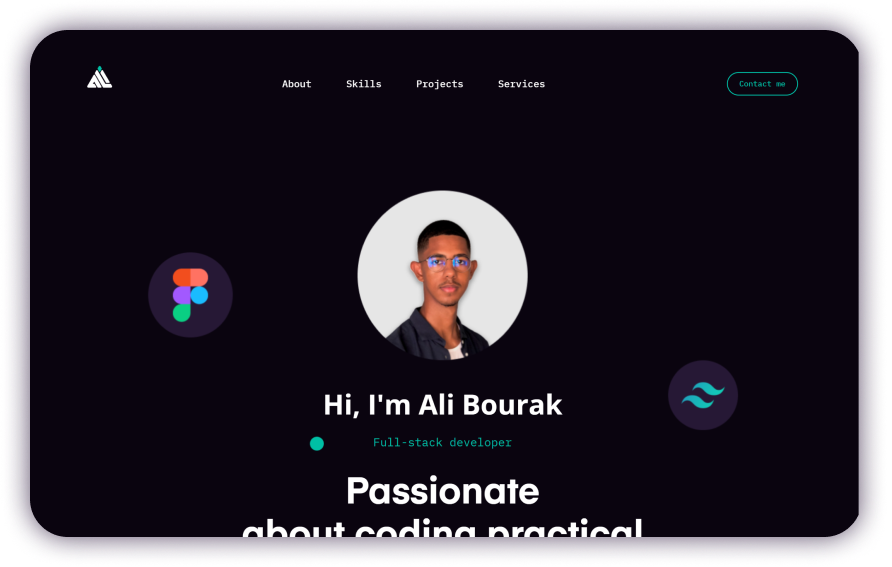 About Skills Projects Services Contact me
Hi, I'm Ali Bourak
Full-stack developer
Passionate
about coding practical